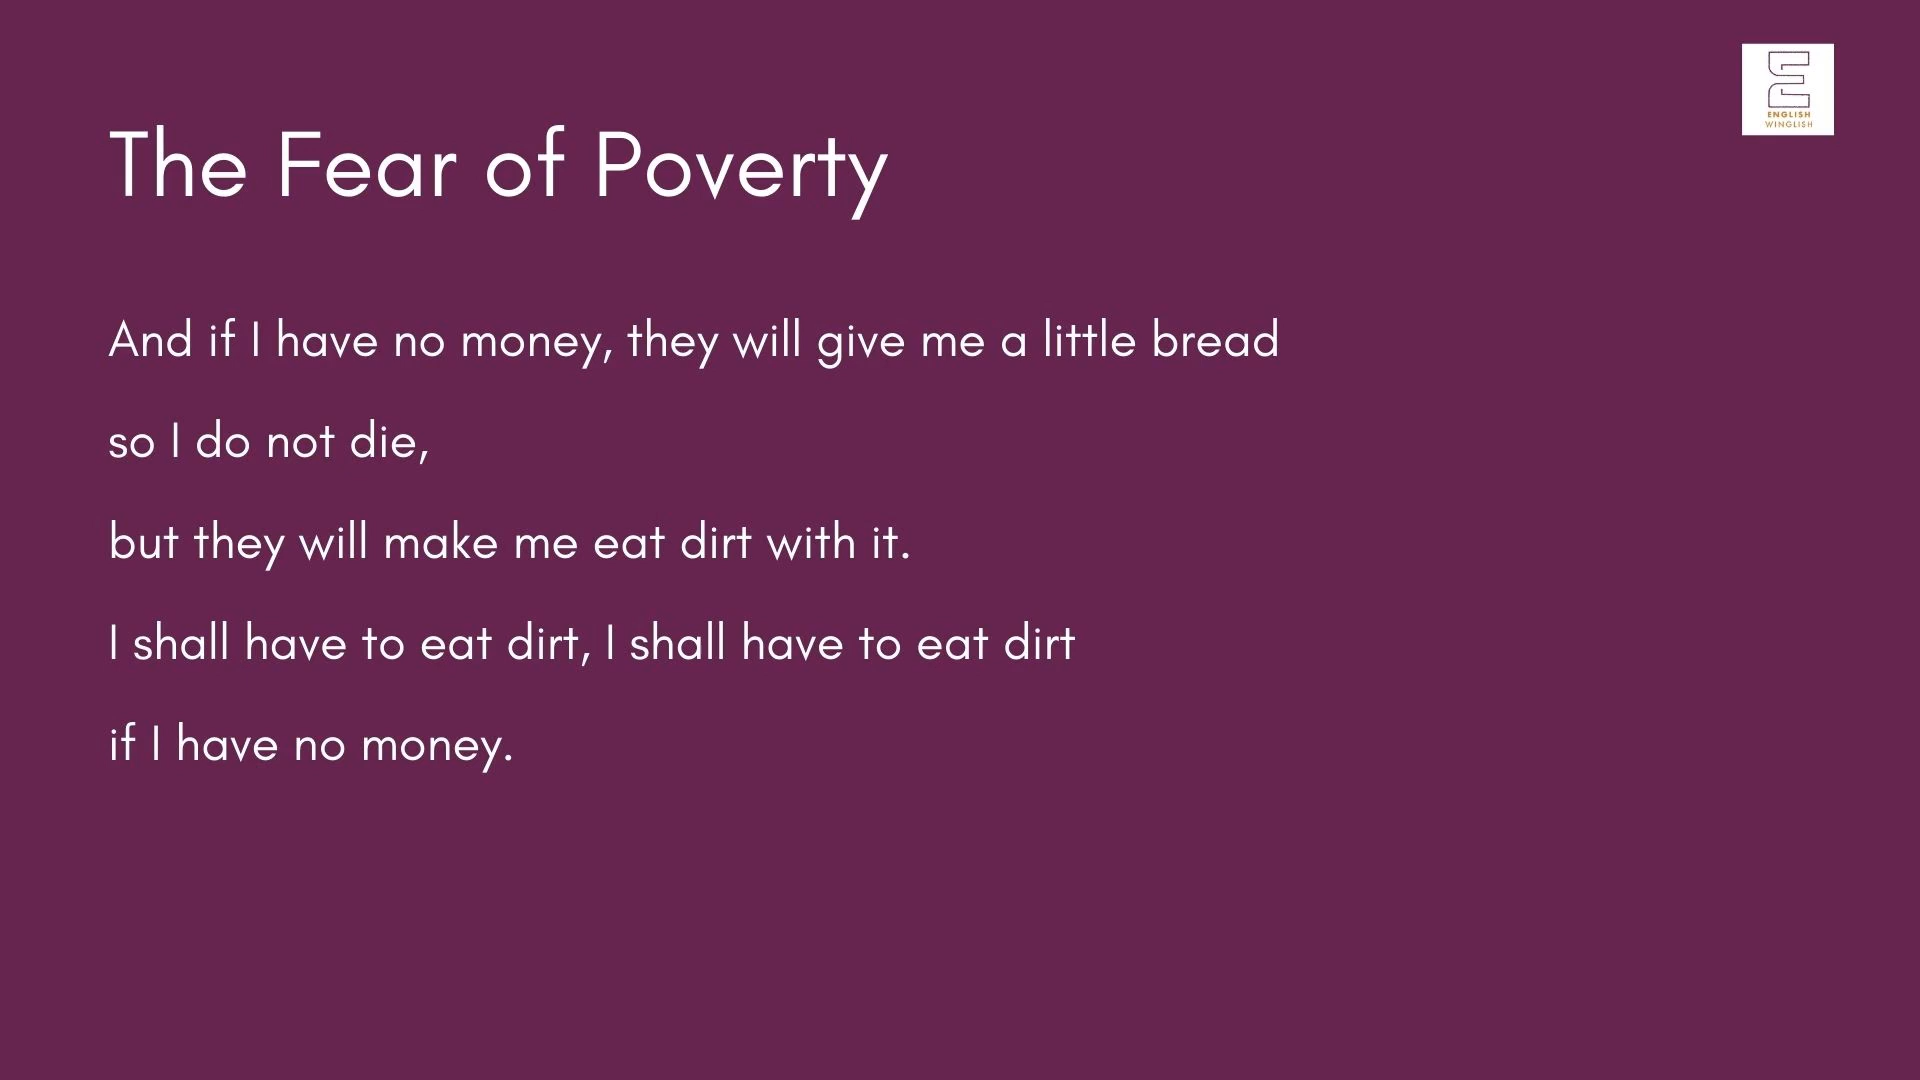 ENGLISH
WINGLISH
The Fear of Poverty
And if I have no money, they will give me a little bread
so I do not die,
but they will make me eat dirt with it.
I shall have to eat dirt, I shall have to eat dirt
if I have no money.